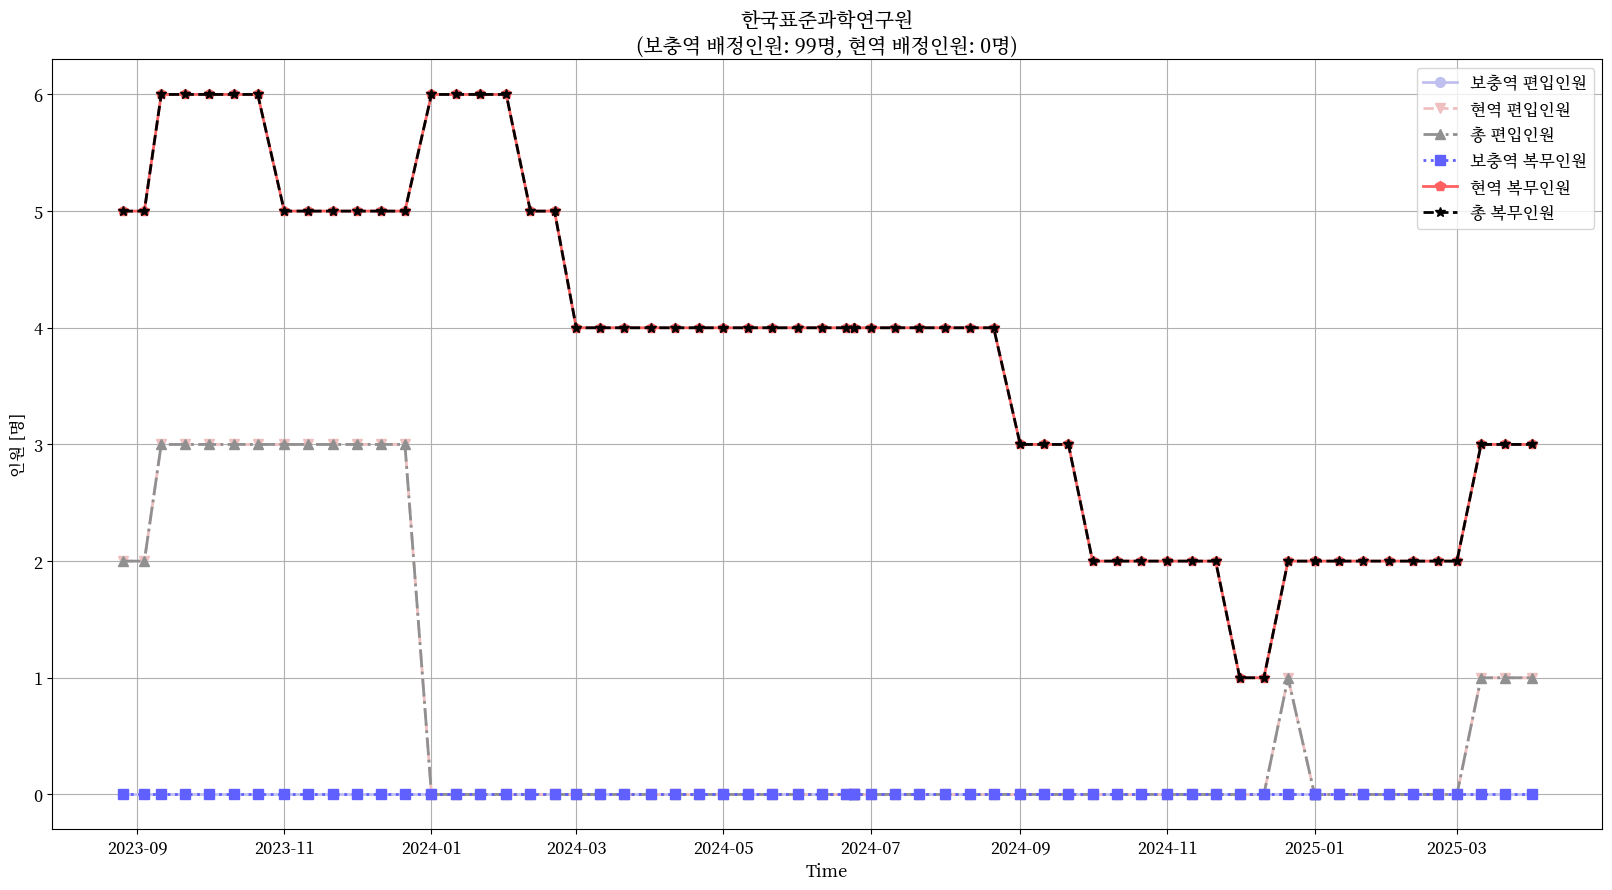 한국표준과학연구원
(보충역 배정인원: 99명, 현역 배정인원: 0명)
보충역 편입인원
현역 편입인원
총 편입인원
보충역 복무인원
현역 복무인원
총 복무인원
인원 [명]
6
5
4
3
2
1
0
2023-09
2023-11
2024-01
2024-03
2024-05
2024-07
2024-09
2024-11
2025-01
2025-03
Time